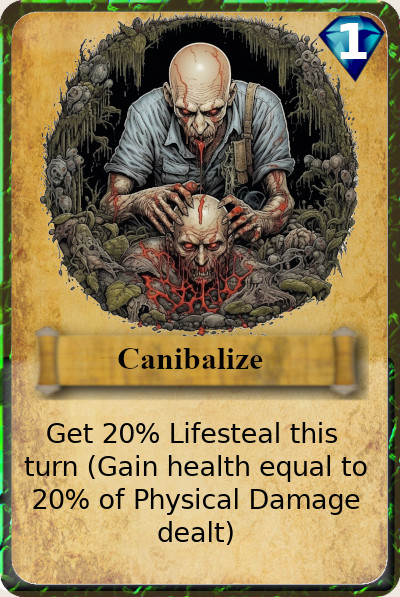 1
Canibalize
Get 20% Lifesteal this
turn (Gain health equal to
20% of Physical Damage
dealt)